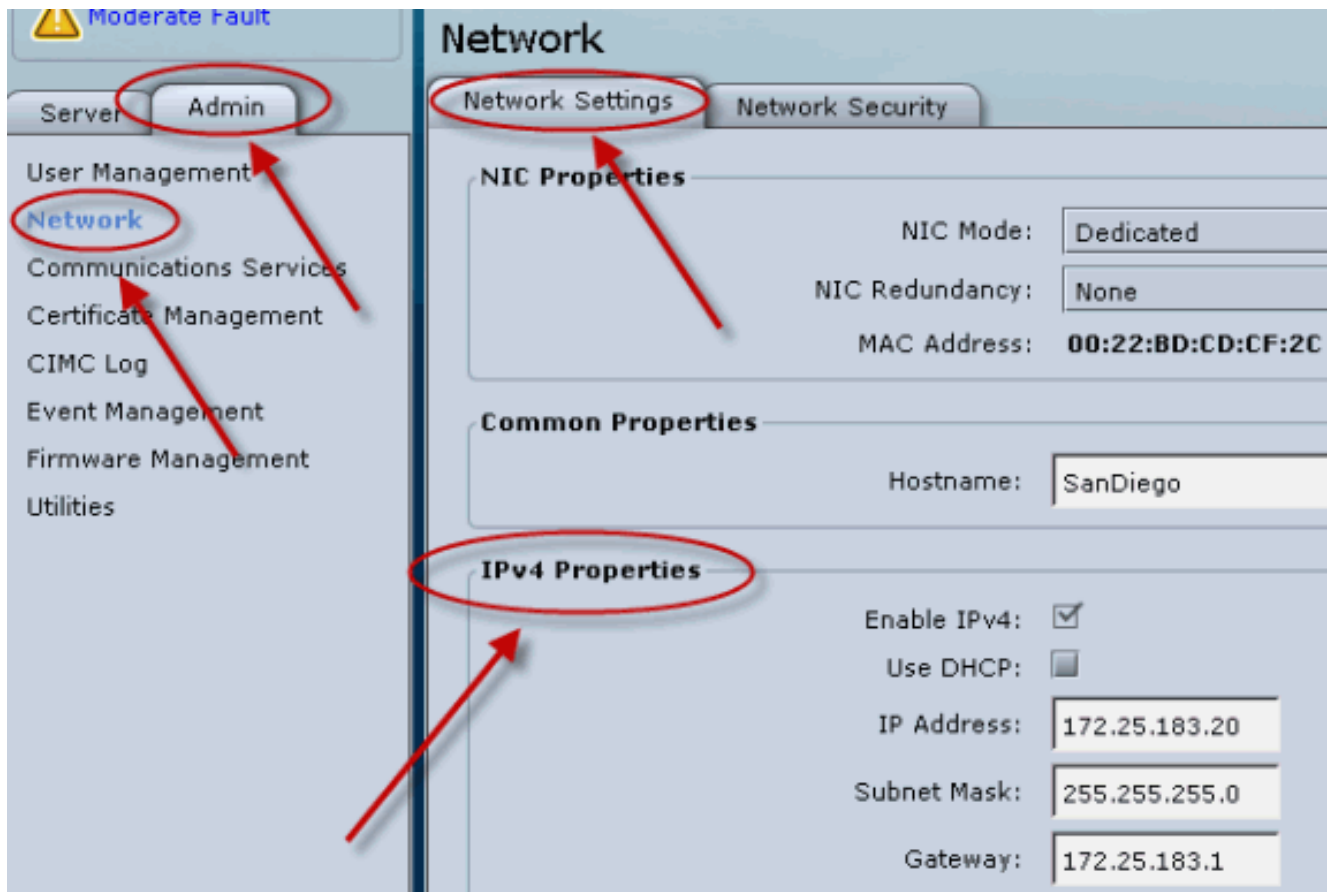 Moderate Fault
Server
Admin
User Management
Network
Communications Services
Certificate Management
CIMC Log
Event Management
Firmware Management
Utilities
Network
Network Settings
Network Security
NIC Properties
NIC Mode: Dedicated
NIC Redundancy: None
MAC Address: 00:22:BD:CD:CF:2C
Common Properties
Hostname: SanDiego
IPv4 Properties
Enable IPv4:
Use DHCP:
IP Address: 172.25.183.20
Subnet Mask: 255.255.255.0
Gateway: 172.25.183.1